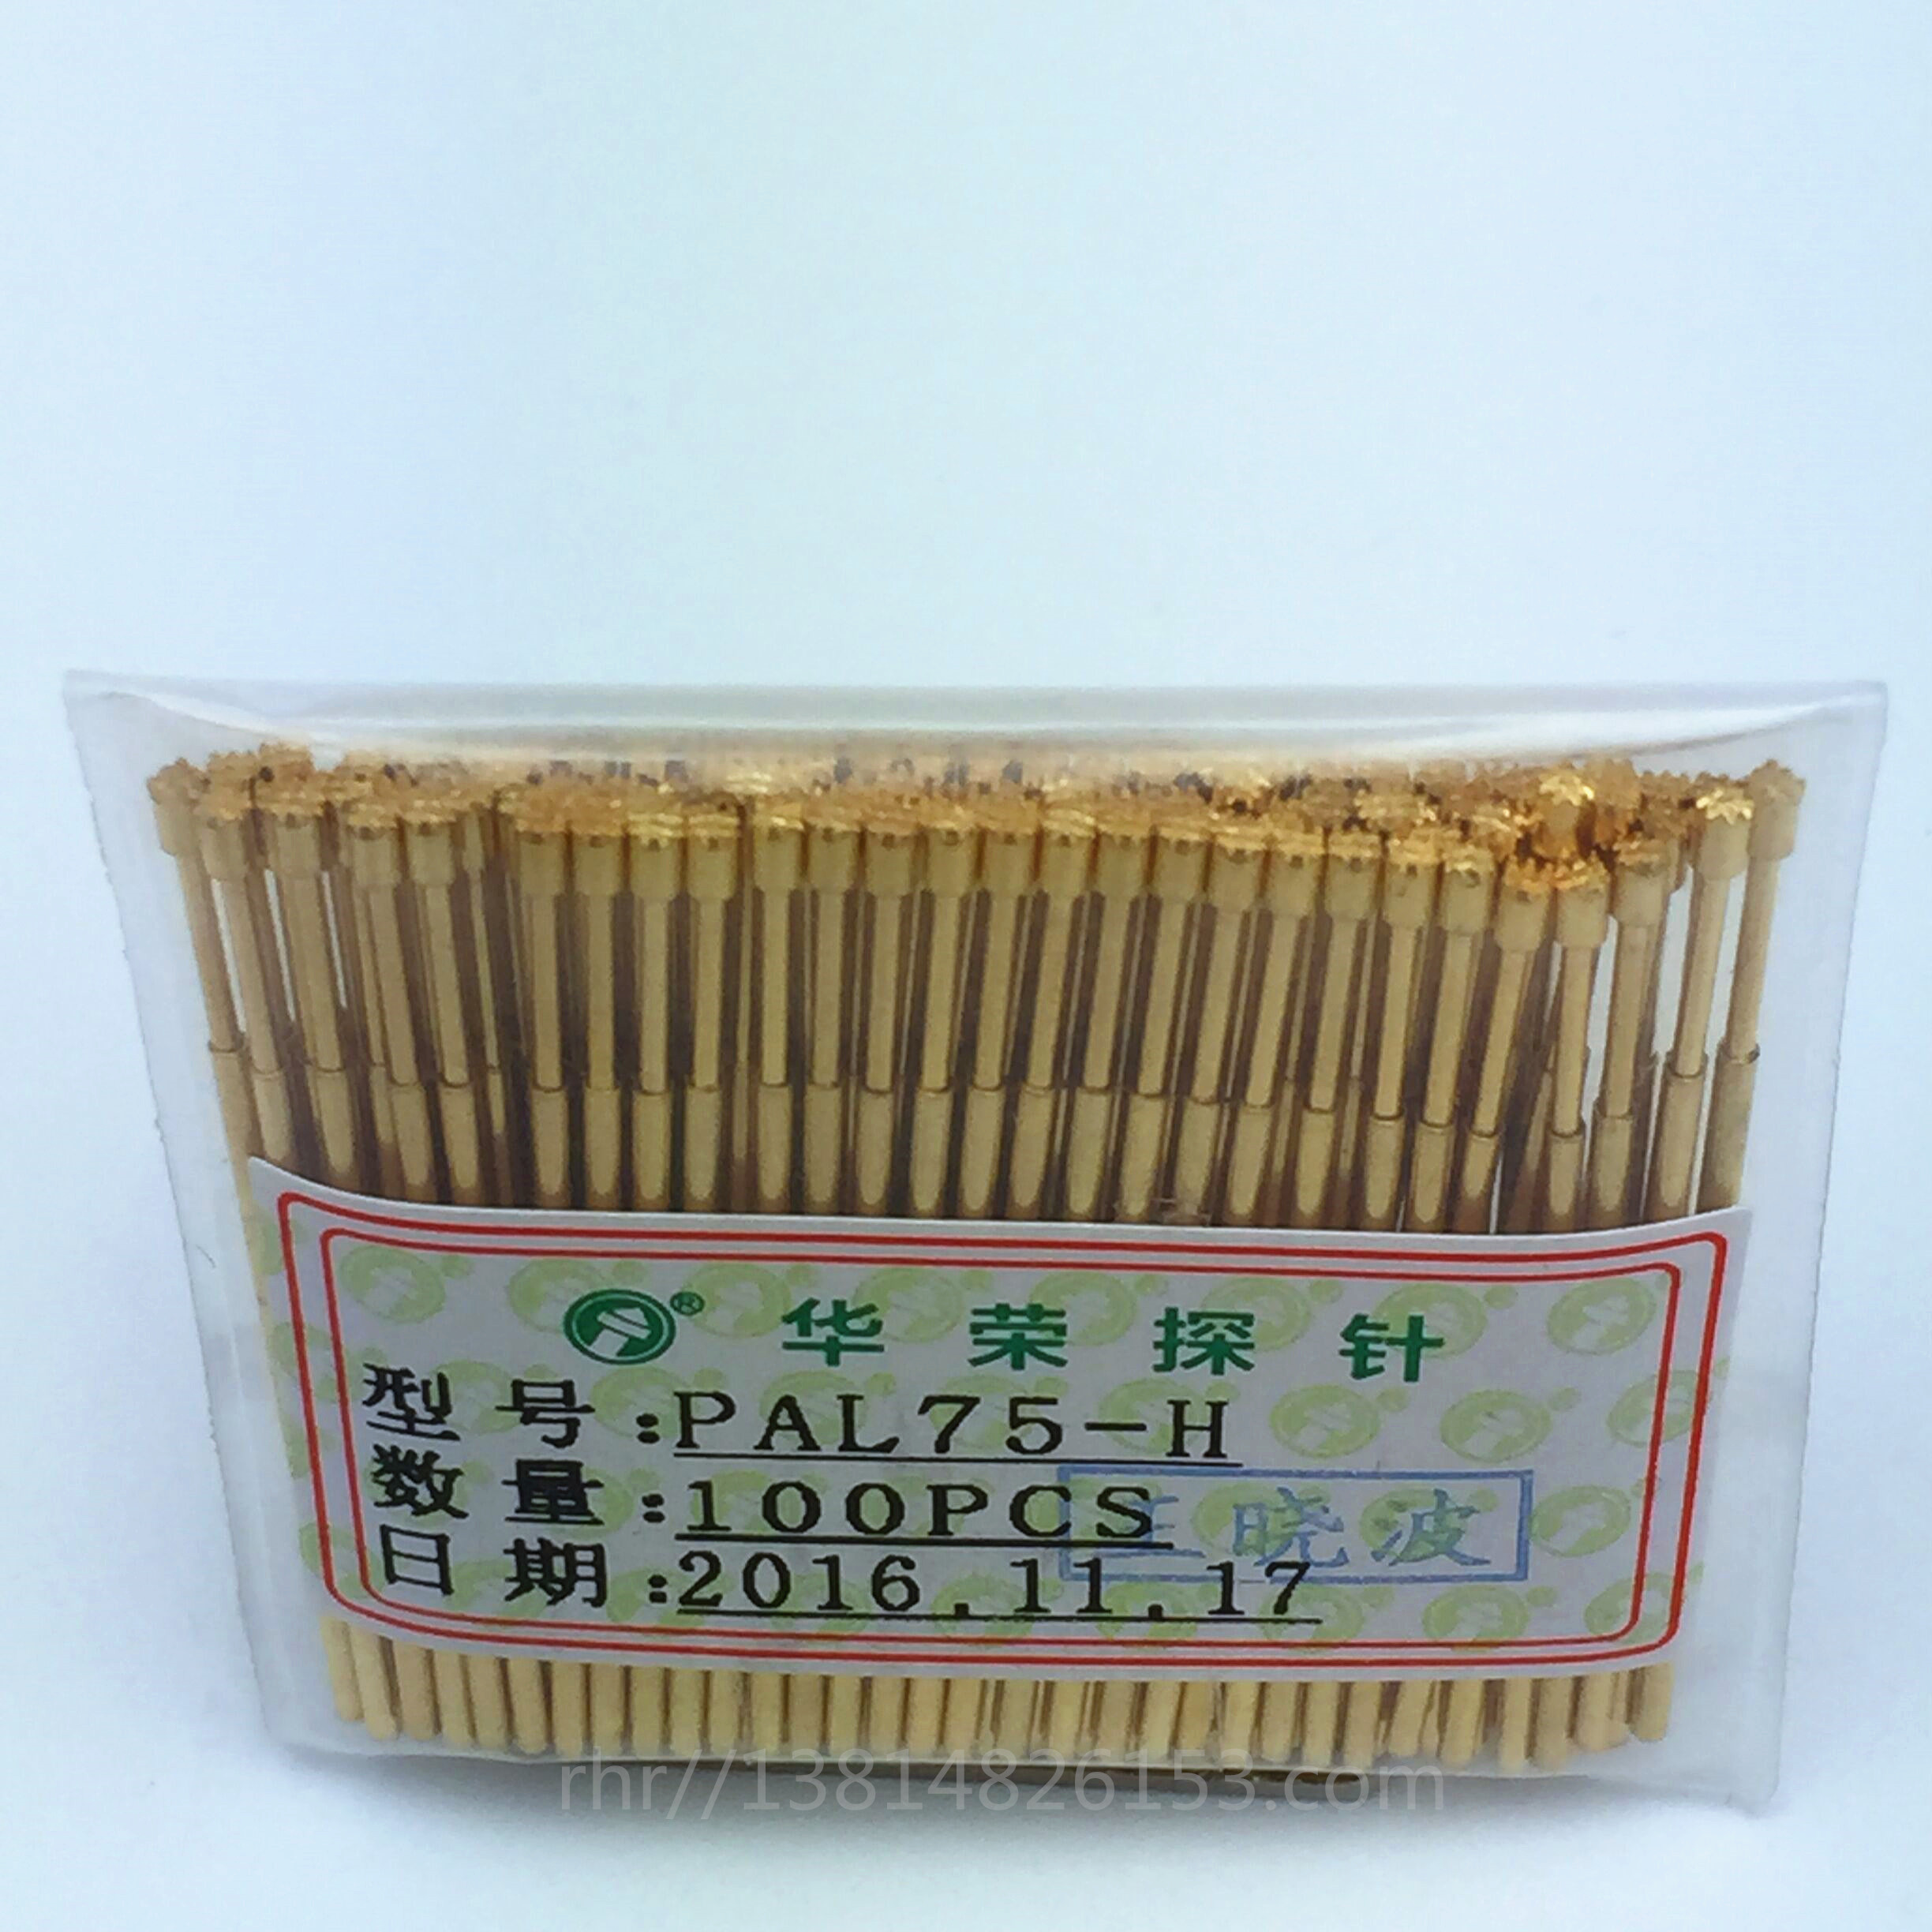 ® 华荣探针
型号:PAL75-H
数量:100PCS
王晓波
日期:2016.11.17
rhr//13814826153.com